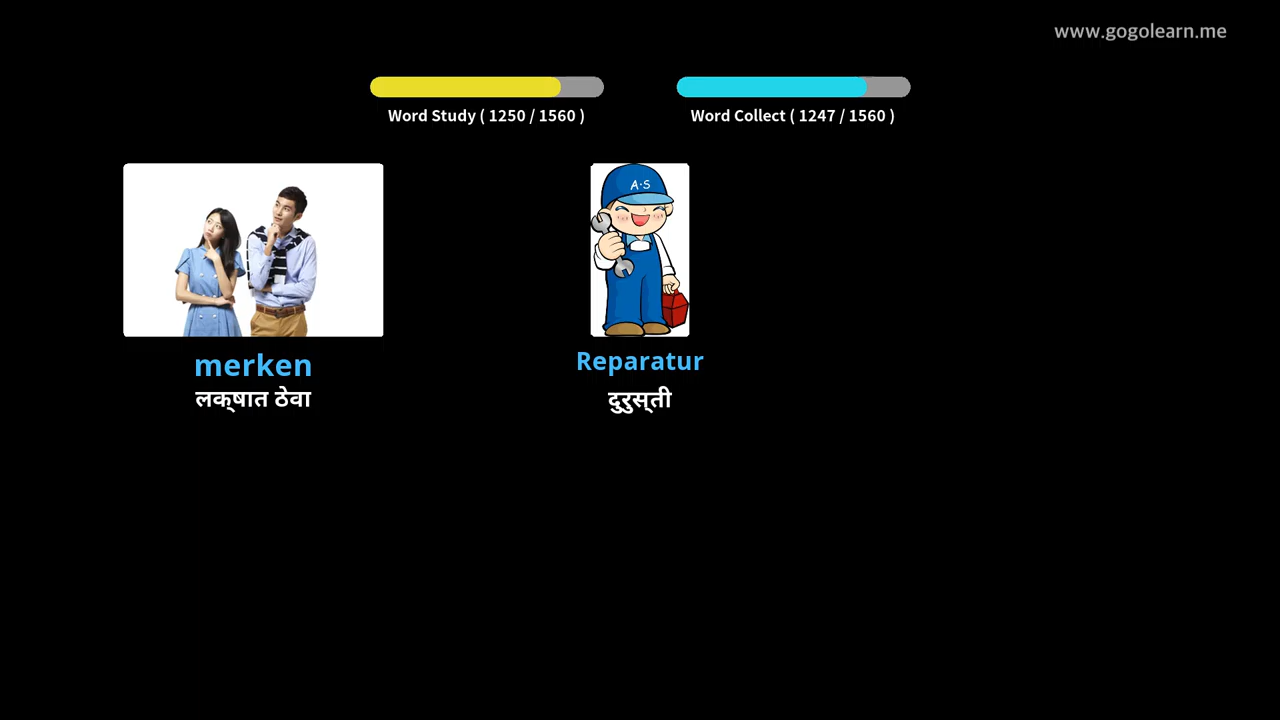 www.gogolearn.me
Word Study ( 1250 / 1560 )
Word Collect ( 1247 / 1560 )
A·S
merken
Reparatur
लक्षात ठेवा
दुरुस्ती